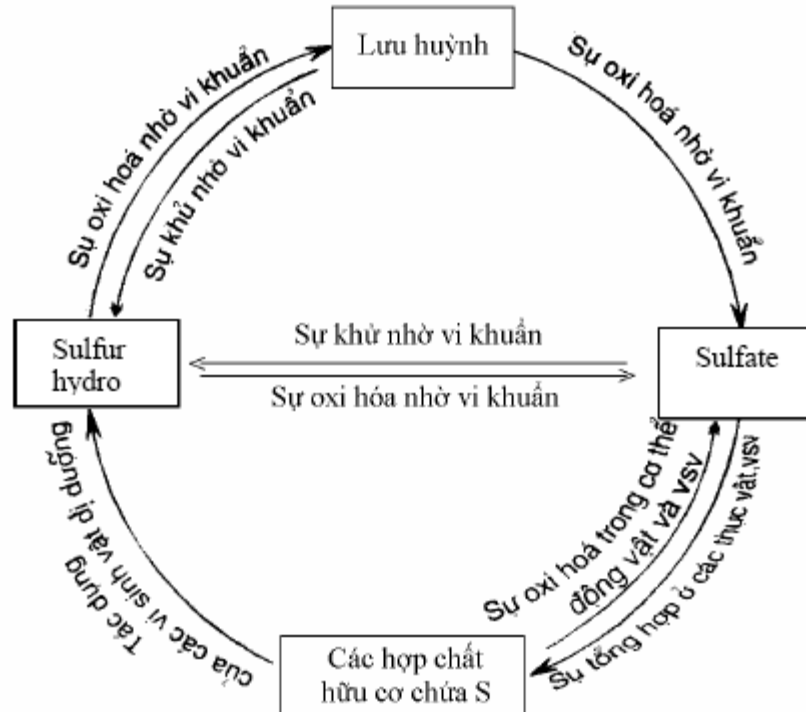 Lưu huỳnh
Sự oxi hoá nhờ vi khuẩn
Sự khử nhờ vi khuẩn
Sự oxi hoá nhờ vi khuẩn
Sulfur
hydro
Sự khử nhờ vi khuẩn
Sự oxi hóa nhờ vi khuẩn
Sulfate
Tác dụng
của các vi sinh vật dị dưỡng
Sự oxi hoá trong cơ thể
động vật và vsv
Sự tổng hợp ở các thực vật,vsv
Các hợp chất
hữu cơ chứa S